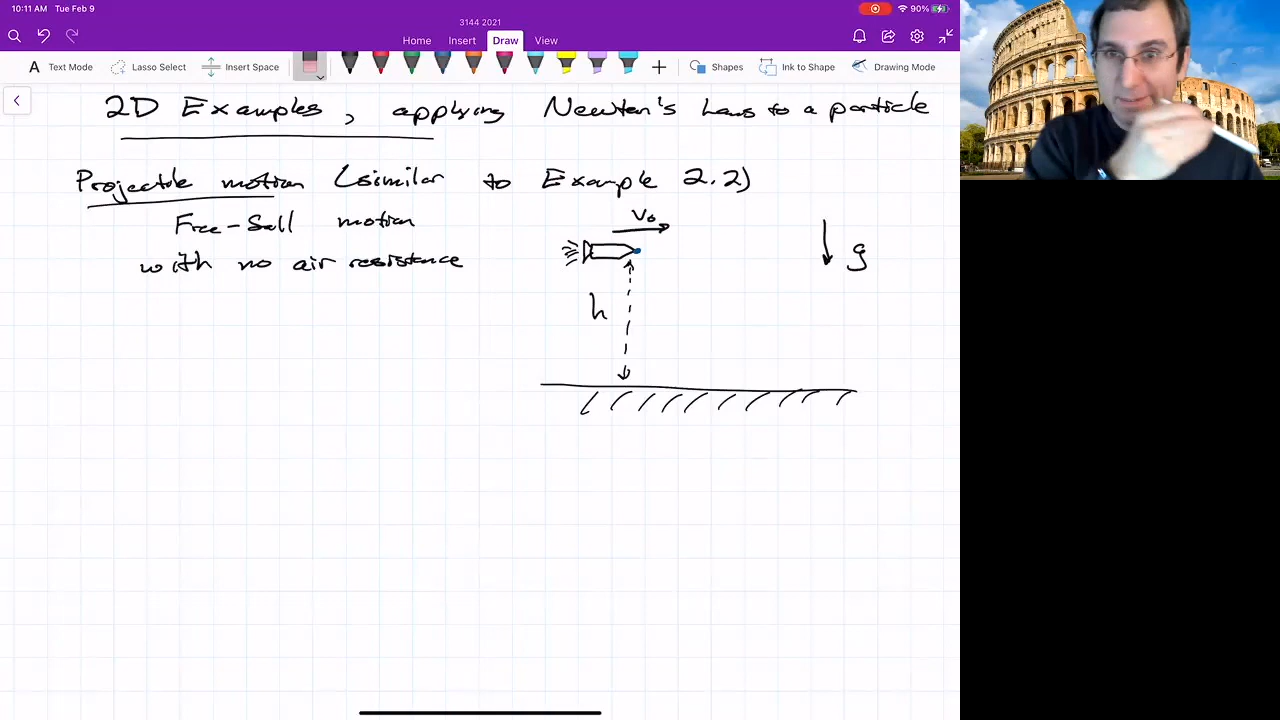 10:11 AM Tue Feb 9
90%
3144 2021
Home Insert Draw View
A Text Mode Lasso Select Insert Space Shapes Ink to Shape Drawing Mode
2D Examples, applying Newton's Laws to a particle
Projectile motion (similar to Example 2.2)
Free-fall motion
with no air resistance
v₀
h
g